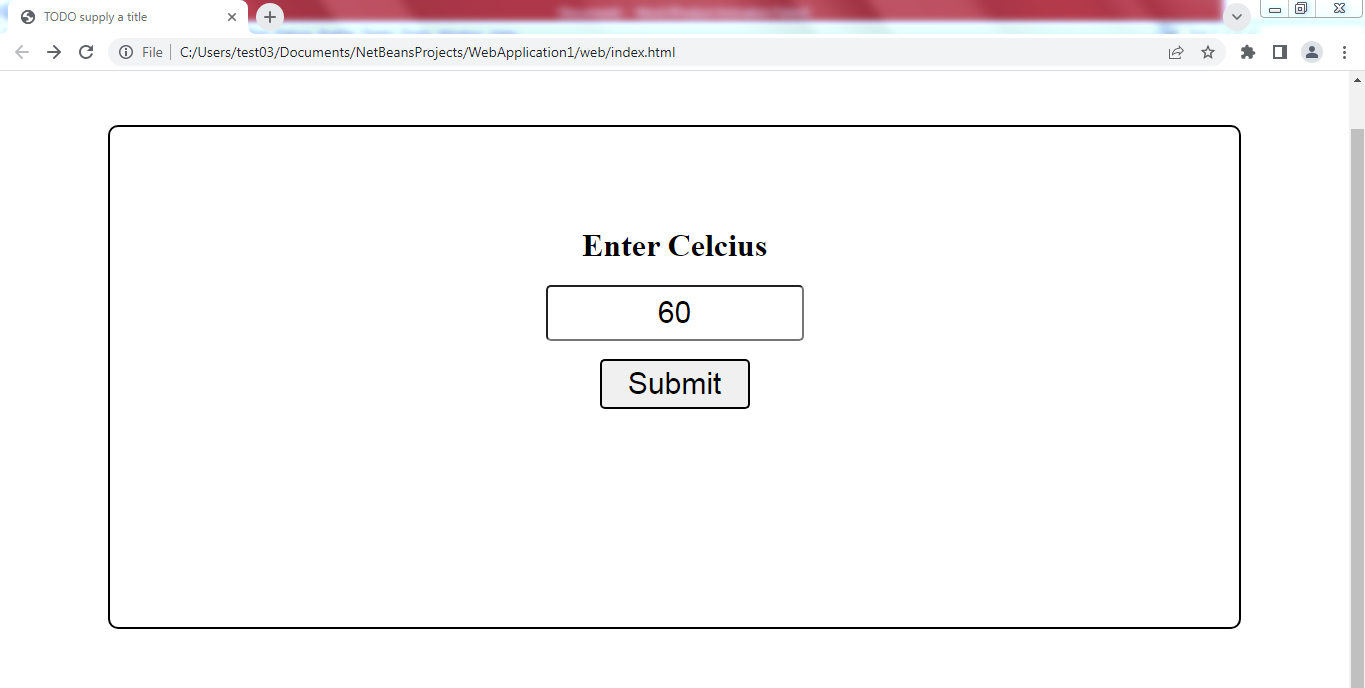 TODO supply a title
File C:/Users/test03/Documents/NetBeansProjects/WebApplication1/web/index.html
Enter Celcius
60
Submit